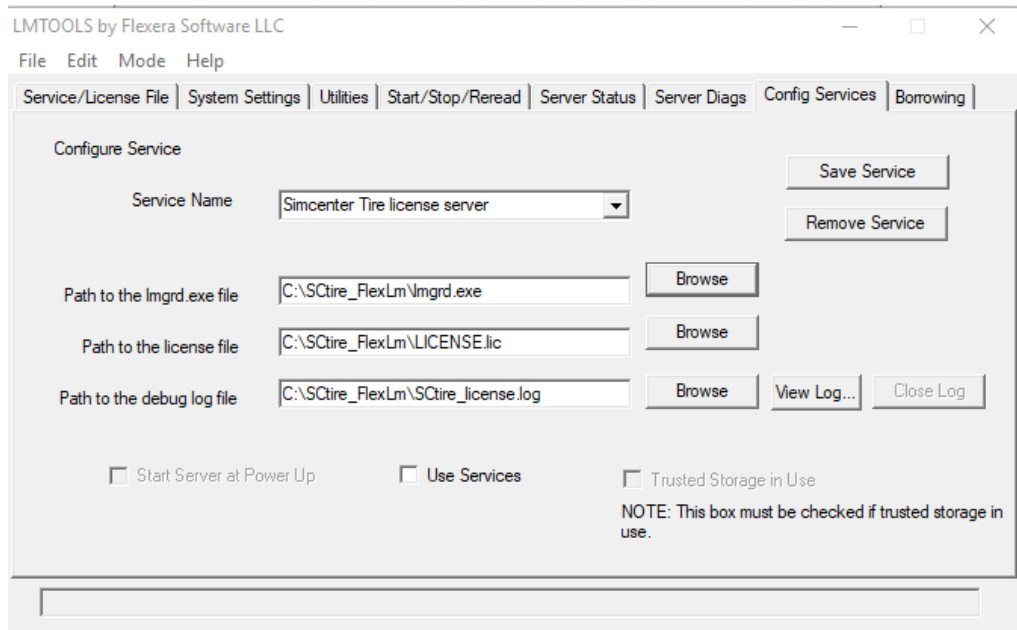 LMTOOLS by Flexera Software LLC
File Edit Mode Help
Service/License File System Settings Utilities Start/Stop/Reread Server Status Server Diags Config Services Borrowing
Configure Service
Save Service
Service Name Simcenter Tire license server
Remove Service
Path to the lmgrd.exe file C:\SCtire_FlexLm\lmgrd.exe Browse
Path to the license file C:\SCtire_FlexLm\LICENSE.lic Browse
Path to the debug log file C:\SCtire_FlexLm\SCtire_license.log Browse View Log... Close Log
Start Server at Power Up Use Services Trusted Storage in Use
NOTE: This box must be checked if trusted storage in
use.